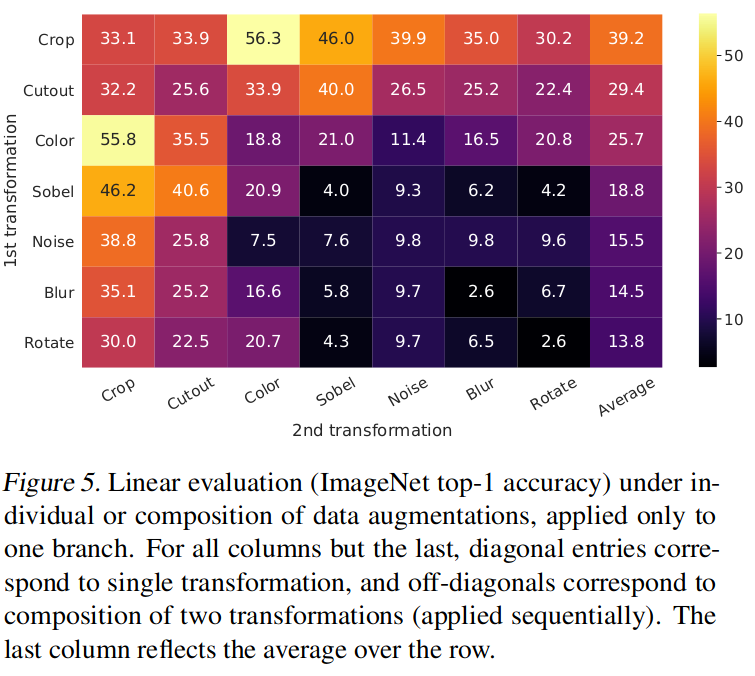 Crop 33.1 33.9 56.3 46.0 39.9 35.0 30.2 39.2
Cutout 32.2 25.6 33.9 40.0 26.5 25.2 22.4 29.4
Color 55.8 35.5 18.8 21.0 11.4 16.5 20.8 25.7
Sobel 46.2 40.6 20.9 4.0 9.3 6.2 4.2 18.8
Noise 38.8 25.8 7.5 7.6 9.8 9.8 9.6 15.5
Blur 35.1 25.2 16.6 5.8 9.7 2.6 6.7 14.5
Rotate 30.0 22.5 20.7 4.3 9.7 6.5 2.6 13.8
1st transformation
Crop Cutout Color Sobel Noise Blur Rotate Average
2nd transformation
50
40
30
20
10
Figure 5. Linear evaluation (ImageNet top-1 accuracy) under in-
dividual or composition of data augmentations, applied only to
one branch. For all columns but the last, diagonal entries corre-
spond to single transformation, and off-diagonals correspond to
composition of two transformations (applied sequentially). The
last column reflects the average over the row.